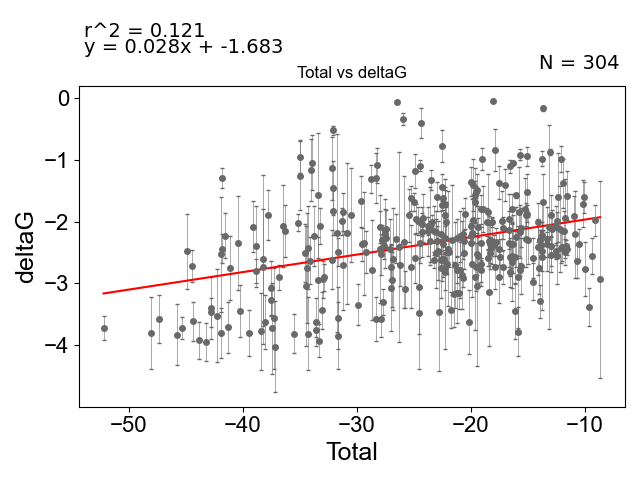 r^2 = 0.121
y = 0.028x + -1.683
N = 304
Total vs deltaG
0
−1
−2
−3
−4
deltaG
−50
−40
−30
−20
−10
Total